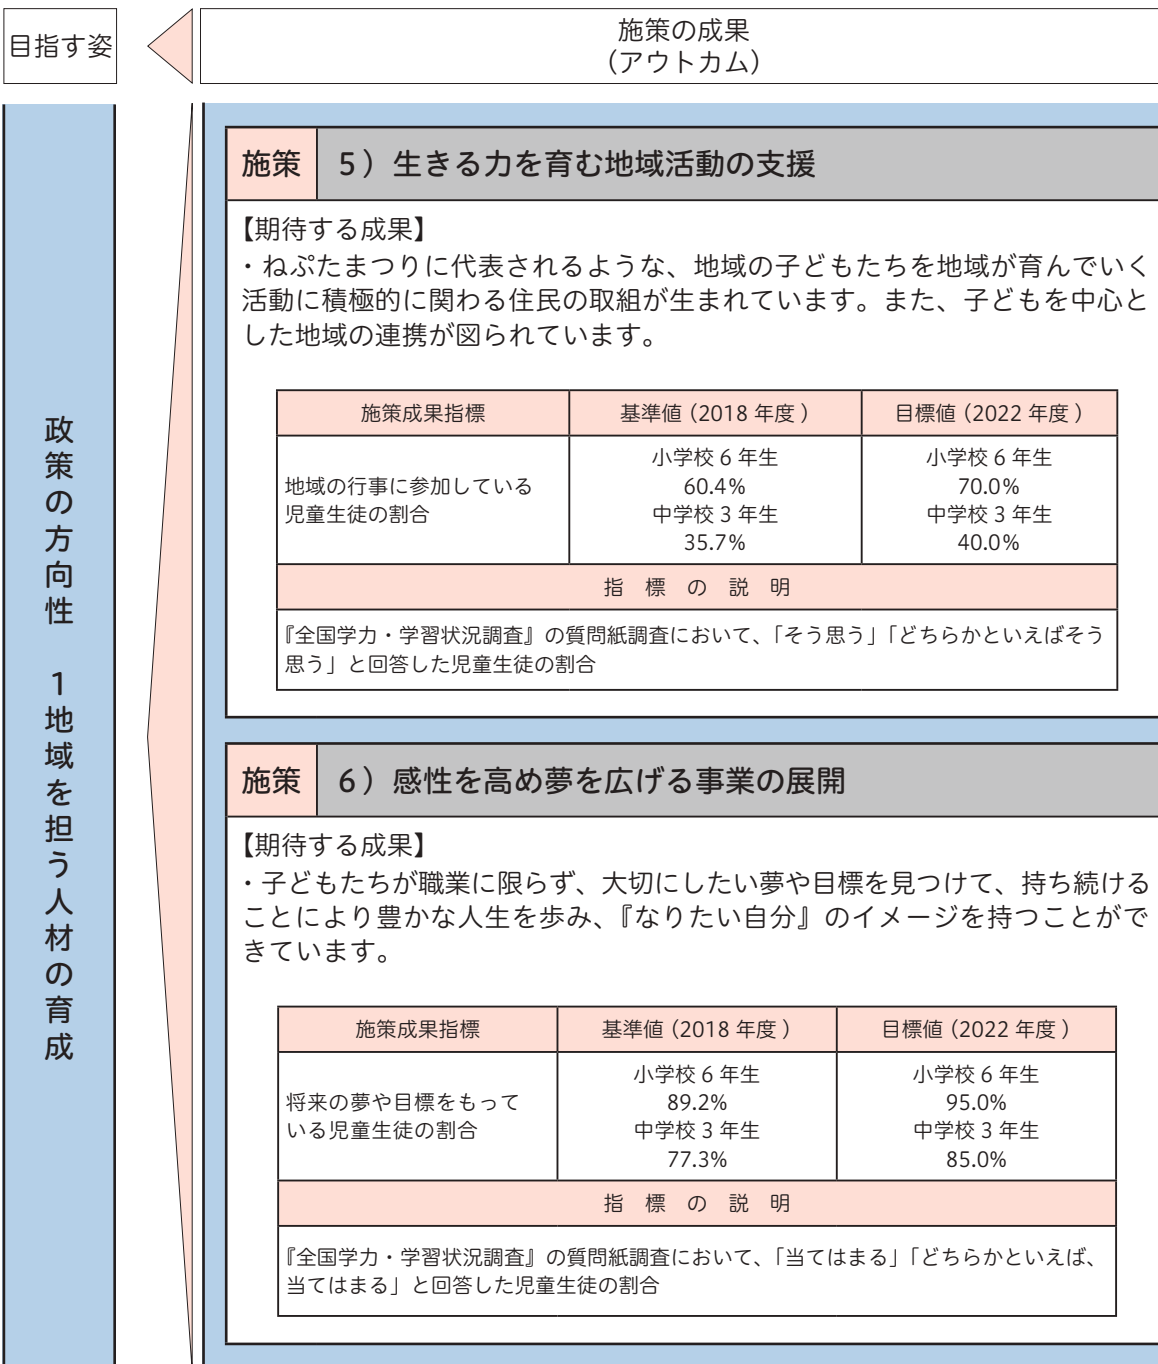 目指す姿
施策の成果
（アウトカム）
政策の方向性　1地域を担う人材の育成
施策
５）生きる力を育む地域活動の支援
【期待する成果】
・ねぷたまつりに代表されるような、地域の子どもたちを地域が育んでいく
活動に積極的に関わる住民の取組が生まれています。また、子どもを中心と
した地域の連携が図られています。
施策成果指標
基準値（2018 年度）
目標値（2022 年度）
地域の行事に参加している
児童生徒の割合
小学校 6 年生
60.4%
中学校 3 年生
35.7%
小学校 6 年生
70.0%
中学校 3 年生
40.0%
指　標　の　説　明
『全国学力・学習状況調査』の質問紙調査において、「そう思う」「どちらかといえばそう
思う」と回答した児童生徒の割合
施策
６）感性を高め夢を広げる事業の展開
【期待する成果】
・子どもたちが職業に限らず、大切にしたい夢や目標を見つけて、持ち続ける
ことにより豊かな人生を歩み、『なりたい自分』のイメージを持つことがで
きています。
施策成果指標
基準値（2018 年度）
目標値（2022 年度）
将来の夢や目標をもって
いる児童生徒の割合
小学校 6 年生
89.2%
中学校 3 年生
77.3%
小学校 6 年生
95.0%
中学校 3 年生
85.0%
指　標　の　説　明
『全国学力・学習状況調査』の質問紙調査において、「当てはまる」「どちらかといえば、
当てはまる」と回答した児童生徒の割合